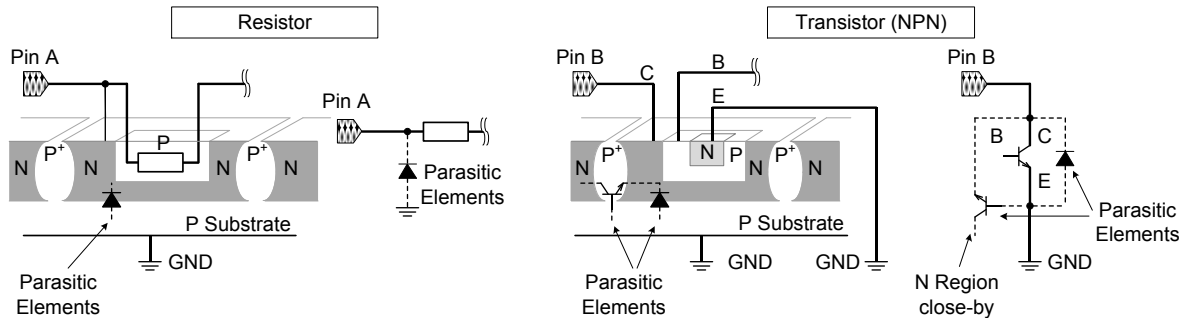 Resistor
Transistor (NPN)
Pin A
Pin B
C
B
E
Pin B
Pin A
P
N
P+
N
P+
N
N
P+
N
N
P
P+
N
B
C
E
Parasitic
Elements
P Substrate
P Substrate
Parasitic
Elements
GND
GND
GND
GND
Parasitic
Elements
Parasitic
Elements
N Region
close-by